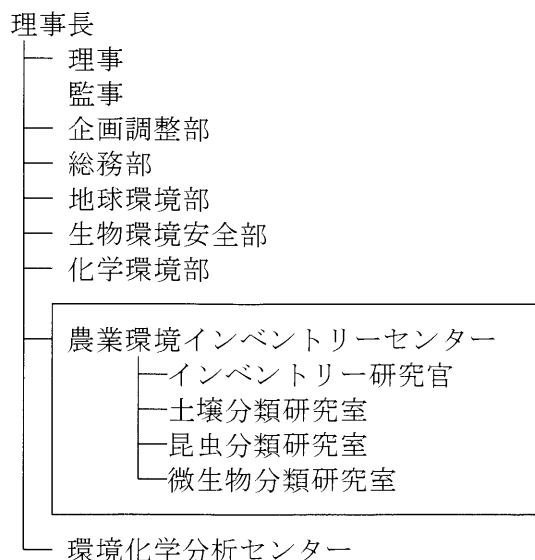 理事長
理事
監事
企画調整部
総務部
地球環境部
生物環境安全部
化学環境部
農業環境インベントリーセンター
インベントリー研究官
土壌分類研究室
昆虫分類研究室
微生物分類研究室
環境化学分析センター